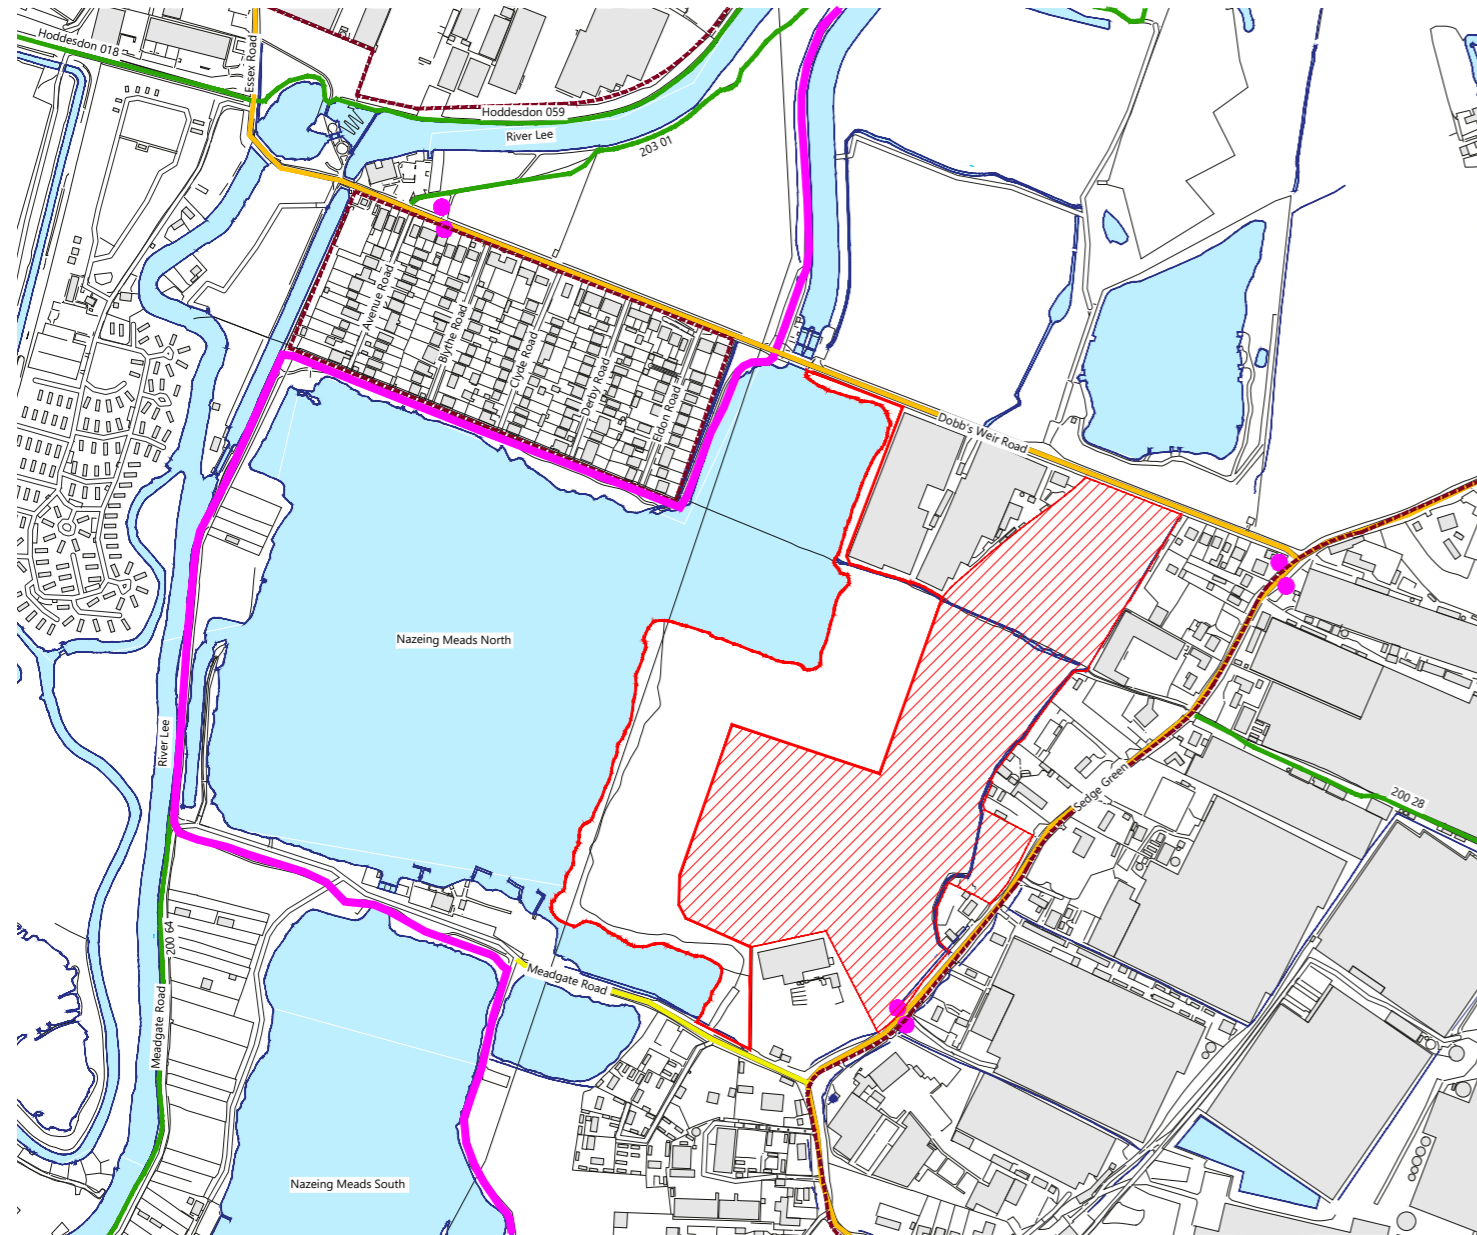 Hoddesdon 018
Essex Road
Hoddesdon 059
River Lee
203 01
Avenue Road
Blythe Road
Clyde Road
Derby Road
Eldon Road
Dobb's Weir Road
Nazeing Meads North
River Lee
Sedge Green
200 28
200 64
Meadgate Road
Meadgate Road
Nazeing Meads South